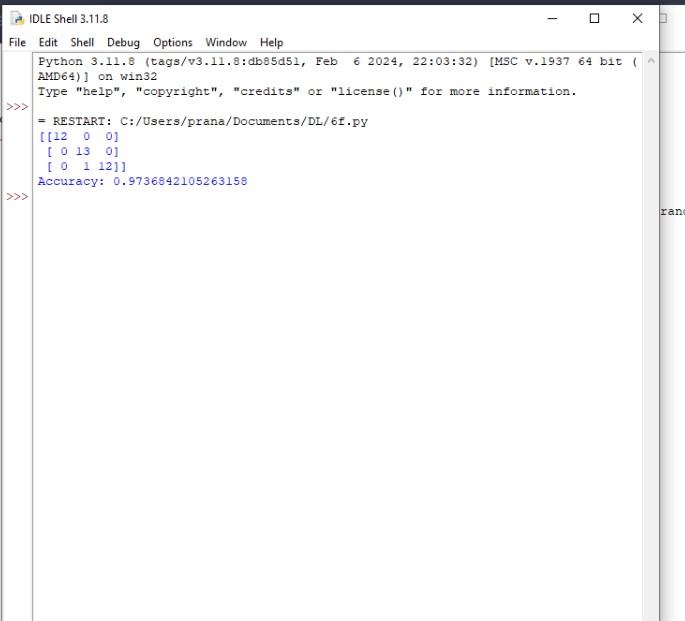 IDLE Shell 3.11.8
File Edit Shell Debug Options Window Help
Python 3.11.8 (tags/v3.11.8:db85d51, Feb  6 2024, 22:03:32) [MSC v.1937 64 bit (
AMD64)] on win32
Type "help", "copyright", "credits" or "license()" for more information.
>>>
= RESTART: C:/Users/prana/Documents/DL/6f.py
[[12  0  0]
 [ 0 13  0]
 [ 0  1 12]]
Accuracy: 0.9736842105263158
>>>